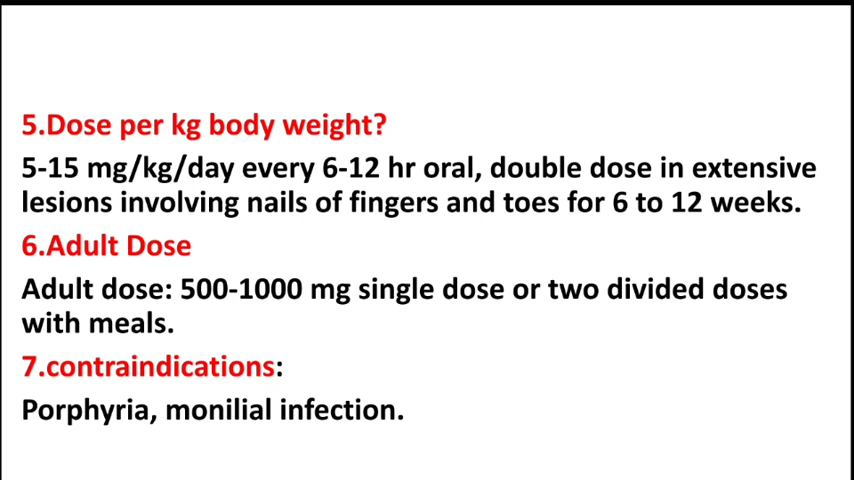 5.Dose per kg body weight?
5-15 mg/kg/day every 6-12 hr oral, double dose in extensive
lesions involving nails of fingers and toes for 6 to 12 weeks.
6.Adult Dose
Adult dose: 500-1000 mg single dose or two divided doses
with meals.
7.contraindications:
Porphyria, monilial infection.